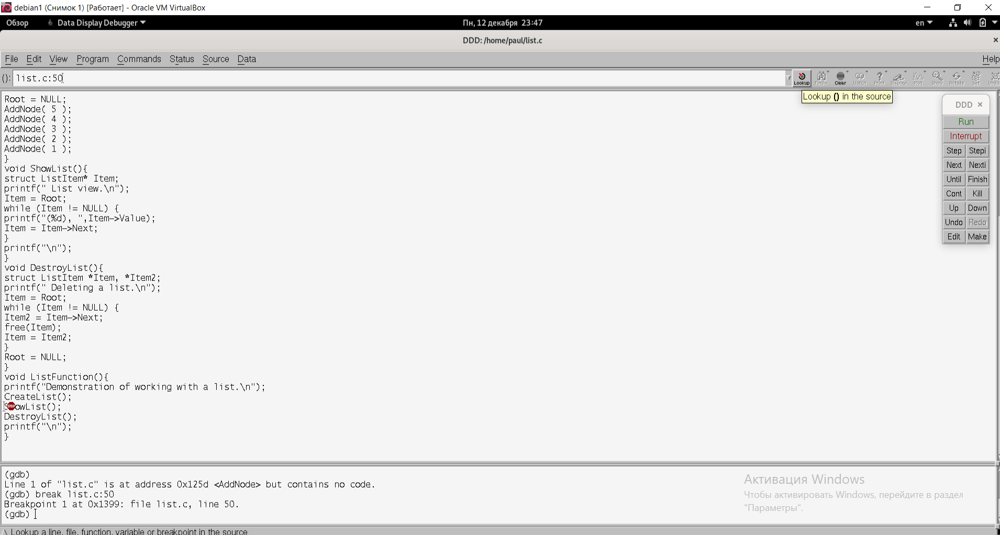 debian1 (Снимок 1) [Работает] - Oracle VM VirtualBox
Обзор Data Display Debugger Пн, 12 декабря 23:47 en
DDD: /home/paul/list.c
File Edit View Program Commands Status Source Data Help
(): list.c:50 Lookup Find>> Clear Watch Print Display Plot Show Rotate Set Undis
Lookup () in the source
Root = NULL;
AddNode( 5 );
AddNode( 4 );
AddNode( 3 );
AddNode( 2 );
AddNode( 1 );
}
void ShowList(){
struct ListItem* Item;
printf(" List view.\n");
Item = Root;
while (Item != NULL) {
printf("(%d), ",Item->Value);
Item = Item->Next;
}
printf("\n");
}
void DestroyList(){
struct ListItem *Item, *Item2;
printf(" Deleting a list.\n");
Item = Root;
while (Item != NULL) {
Item2 = Item->Next;
free(Item);
Item = Item2;
}
Root = NULL;
}
void ListFunction(){
printf("Demonstration of working with a list.\n");
CreateList();
STOP owList();
DestroyList();
printf("\n");
}
DDD
Run
Interrupt
Step Stepi
Next Nexti
Until Finish
Cont Kill
Up Down
Undo Redo
Edit Make
(gdb)
Line 1 of "list.c" is at address 0x125d <AddNode> but contains no code.
(gdb) break list.c:50
Breakpoint 1 at 0x1399: file list.c, line 50.
(gdb)
Активация Windows
Чтобы активировать Windows, перейдите в раздел
"Параметры".
Lookup a line, file, function, variable or breakpoint in the source